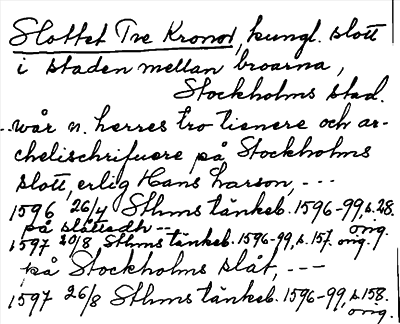 Slottet Tre Kronor, kungl. slott
i staden mellan broarna,
Stockholms stad.
..wår n. herres tro tienere och ar-
chelischrifuere på Stockholms
slott, erlig Hans Larson, ---
1596 26/4 Sthms tänkeb. 1596-99, s. 28.
på slåttedh -- orig.
1597 20/8 Sthms tänkeb. 1596-99, s. 157. orig.
på Stockholms slåt, ---
1597 26/8 Sthms tänkeb. 1596-99, s. 158.
orig.